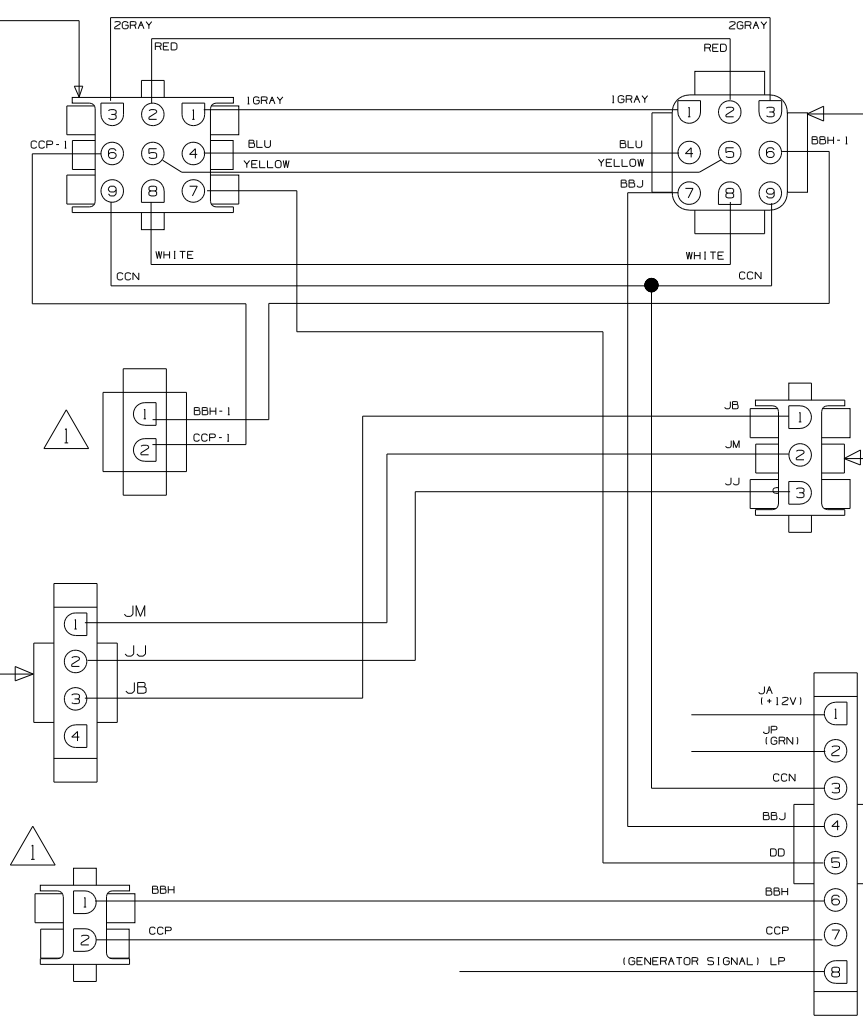 2GRAY 2GRAY
RED RED
1GRAY 1GRAY
3 2 1 1 2 3
CCP-1 BLU BLU BBH-1
6 5 4 4 5 6
YELLOW YELLOW
BBJ
9 8 7 7 8 9
WHITE WHITE
CCN CCN
1 BBH-1
1
CCP-1
2
JB 1
JM 2
JJ 3
1 JM
2 JJ
3 JB
4
JA
(+12V) 1
JP
(GRN) 2
CCN 3
BBJ 4
1
DD 5
1 BBH BBH 6
2 CCP CCP 7
(GENERATOR SIGNAL) LP 8